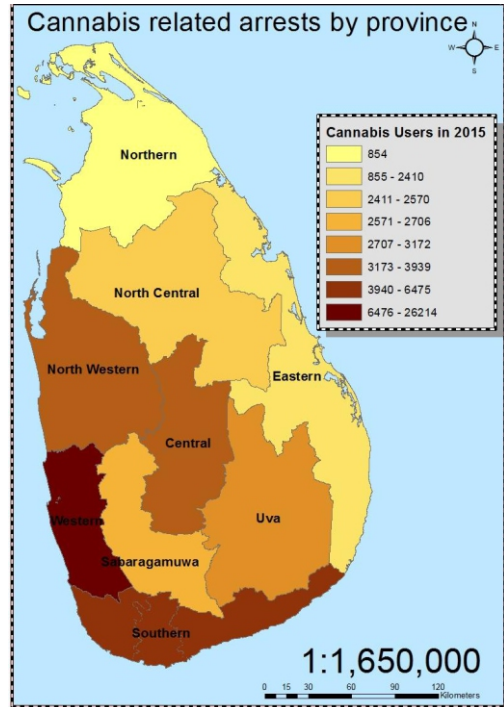 Cannabis related arrests by province
N
W E
S
Cannabis Users in 2015
854
855 - 2410
2411 - 2570
2571 - 2706
2707 - 3172
3173 - 3939
3940 - 6475
6476 - 26214
Northern
North Central
North Western
Eastern
Central
Western
Uva
Sabaragamuwa
Southern
1:1,650,000
0 15 30 60 90 120
Kilometers